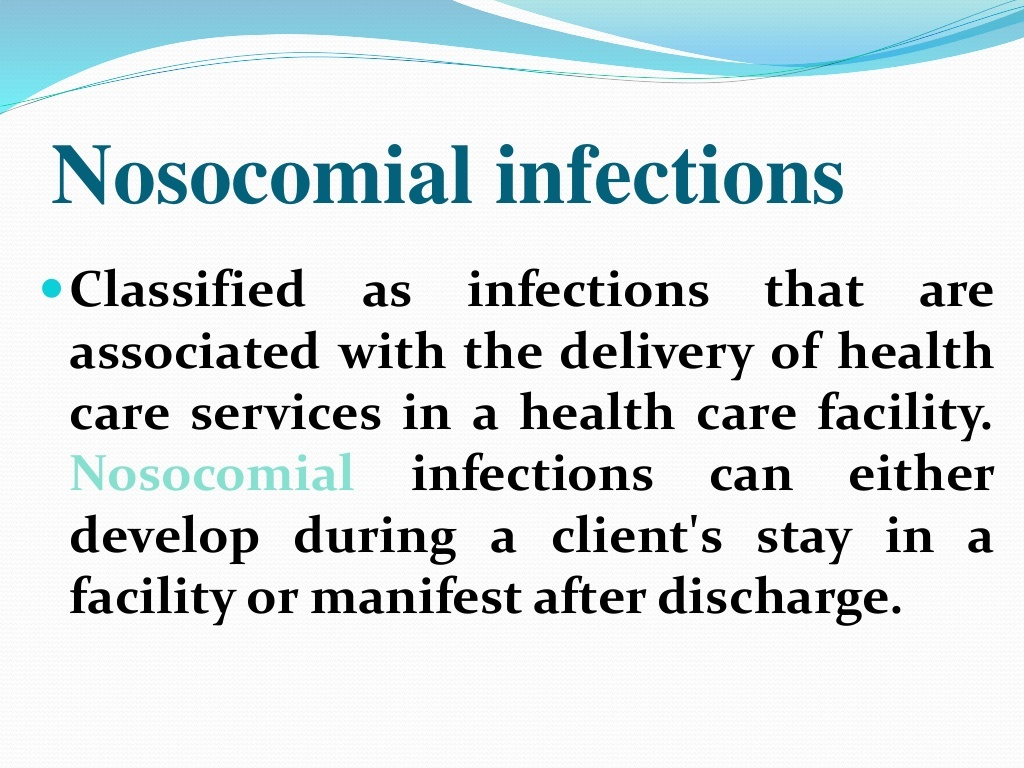 Nosocomial infections
Classified as infections that are
associated with the delivery of health
care services in a health care facility.
Nosocomial infections can either
develop during a client's stay in a
facility or manifest after discharge.